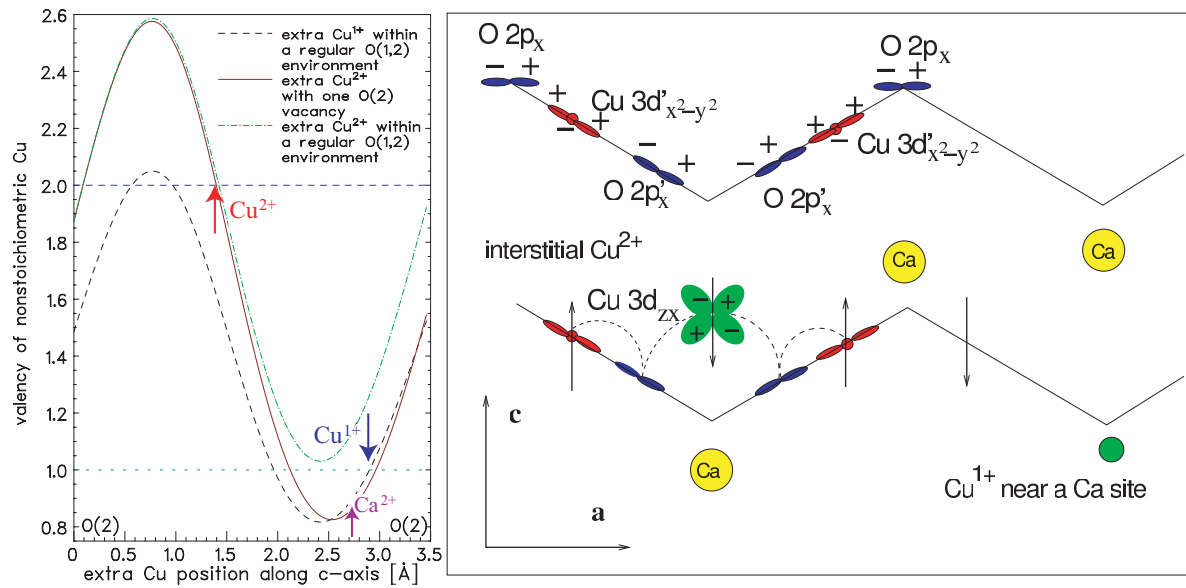 2.6
2.4
2.2
2.0
1.8
1.6
1.4
1.2
1.0
0.8
valency of nonstoichiometric Cu
extra Cu¹⁺ within
a regular O(1,2)
environment
extra Cu²⁺
with one O(2)
vacancy
extra Cu²⁺ within
a regular O(1,2)
environment
Cu²⁺
Cu¹⁺
Ca²⁺
O(2) O(2)
0 0.5 1.0 1.5 2.0 2.5 3.0 3.5
extra Cu position along c-axis [Å]
O 2pₓ O 2pₓ
− + − +
+ Cu 3d'ₓ²₋ᵧ² + +
− + − Cu 3d'ₓ²₋ᵧ²
− + − +
O 2p'ₓ O 2p'ₓ
interstitial Cu²⁺
Ca Ca
Cu 3d_zx − +
+ −
c
Ca
Cu¹⁺ near a Ca site
a